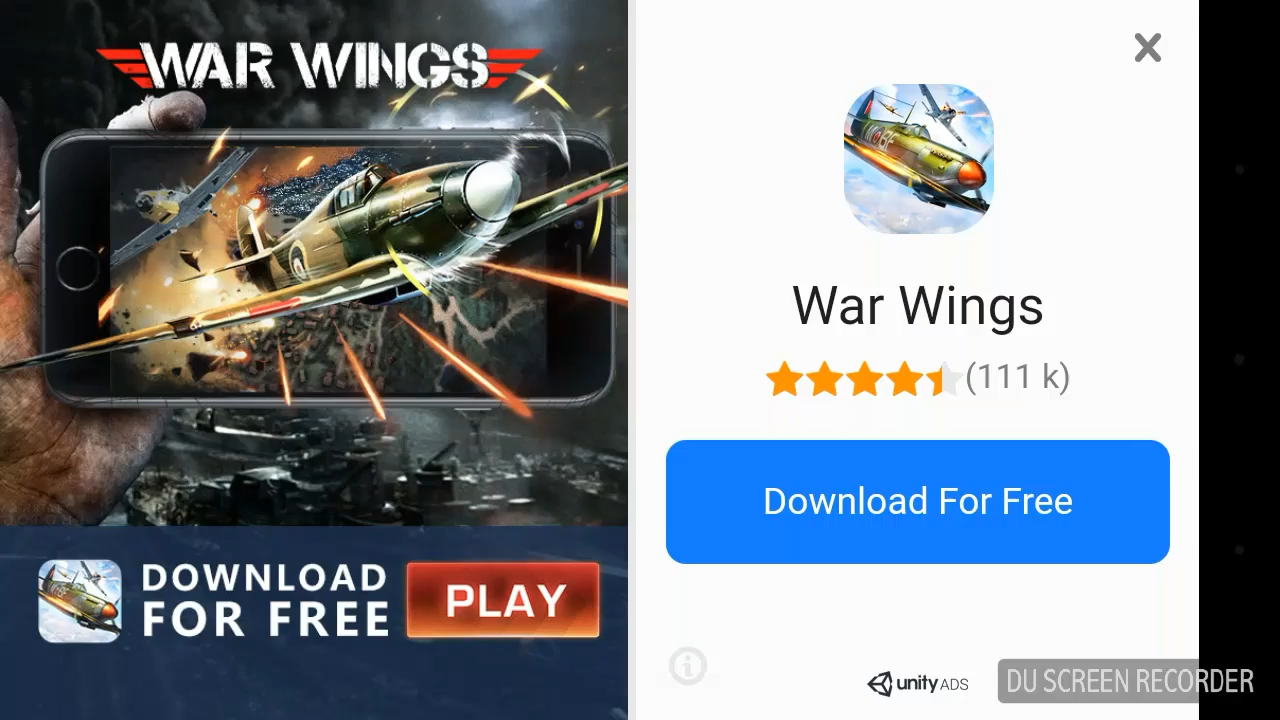 WAR WINGS
DOWNLOAD
FOR FREE
PLAY
War Wings
(111 k)
Download For Free
unity ADS
DU SCREEN RECORDER